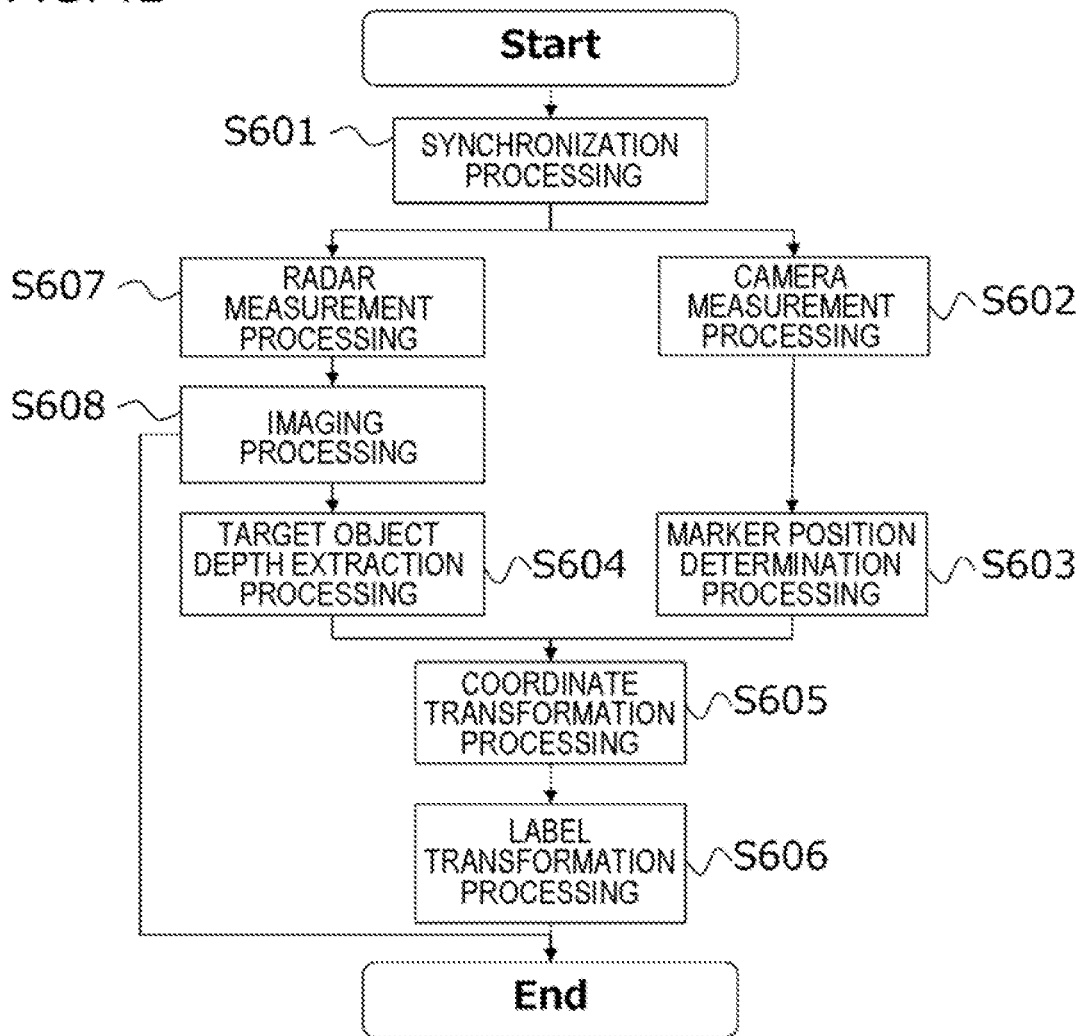 Start
S601
SYNCHRONIZATION
PROCESSING
S607
RADAR
MEASUREMENT
PROCESSING
CAMERA
MEASUREMENT
PROCESSING
S602
S608
IMAGING
PROCESSING
TARGET OBJECT
DEPTH EXTRACTION
PROCESSING
S604
MARKER POSITION
DETERMINATION
PROCESSING
S603
COORDINATE
TRANSFORMATION
PROCESSING
S605
LABEL
TRANSFORMATION
PROCESSING
S606
End